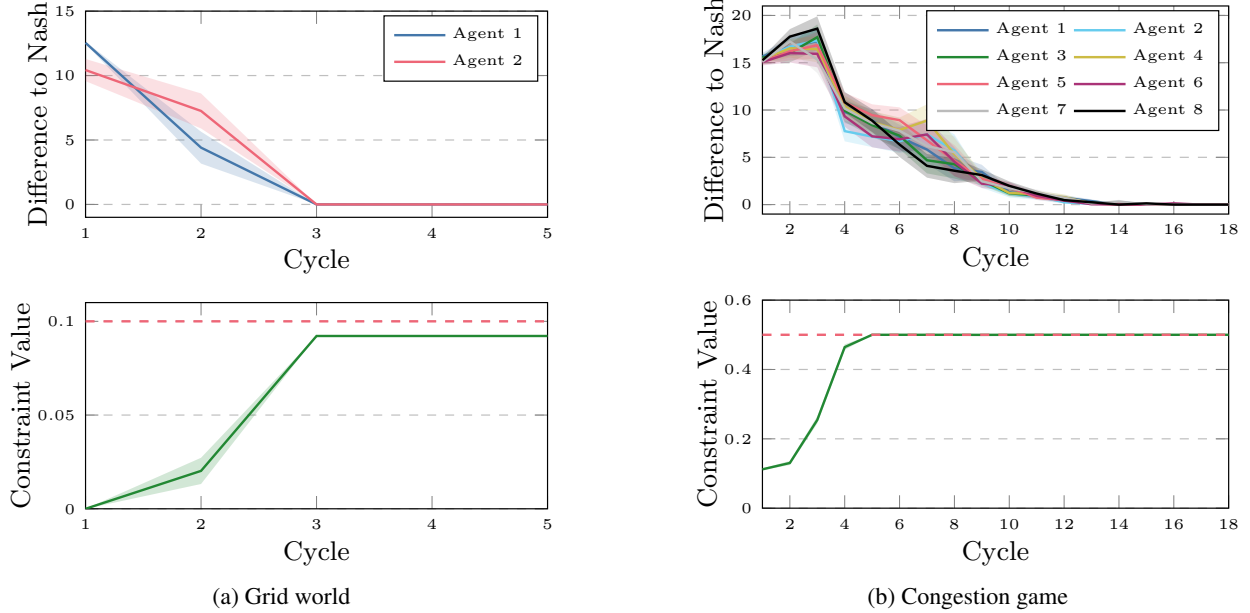 15
10
5
0
Difference to Nash
Agent 1
Agent 2
1
2
3
4
5
Cycle
0.1
0.05
0
Constraint Value
1
2
3
4
5
Cycle
(a) Grid world
20
15
10
5
0
Difference to Nash
Agent 1
Agent 2
Agent 3
Agent 4
Agent 5
Agent 6
Agent 7
Agent 8
2
4
6
8
10
12
14
16
18
Cycle
0.6
0.4
0.2
0
Constraint Value
2
4
6
8
10
12
14
16
18
Cycle
(b) Congestion game